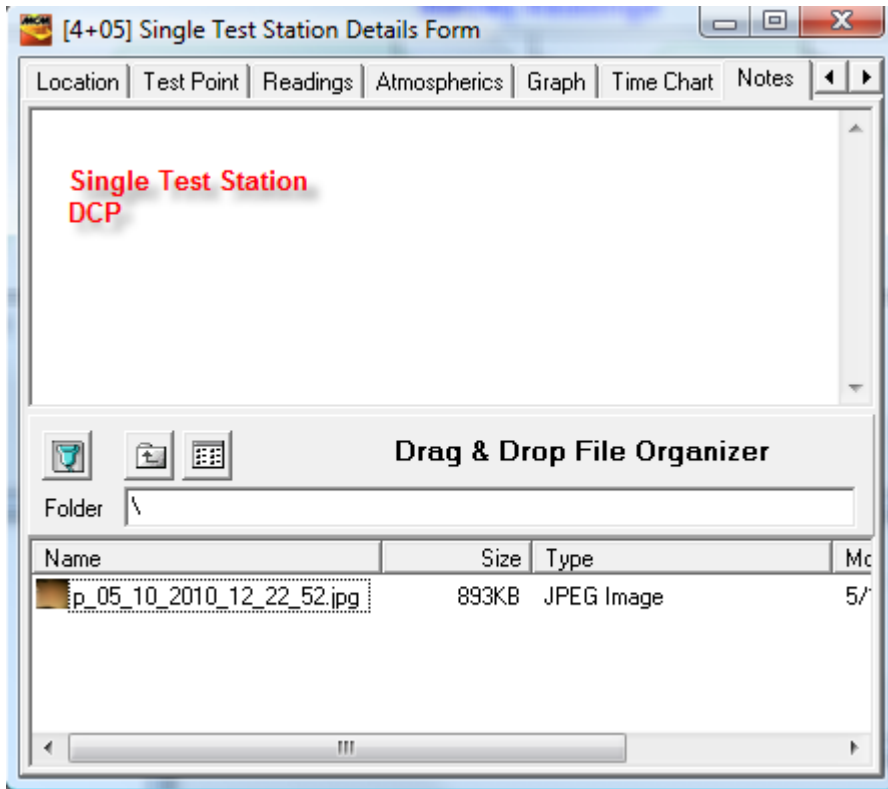 MCM
[4+05] Single Test Station Details Form
Location Test Point Readings Atmospherics Graph Time Chart Notes
Single Test Station
DCP
Drag & Drop File Organizer
Folder \
Name Size Type
p_05_10_2010_12_22_52.jpg 893KB JPEG Image 5/